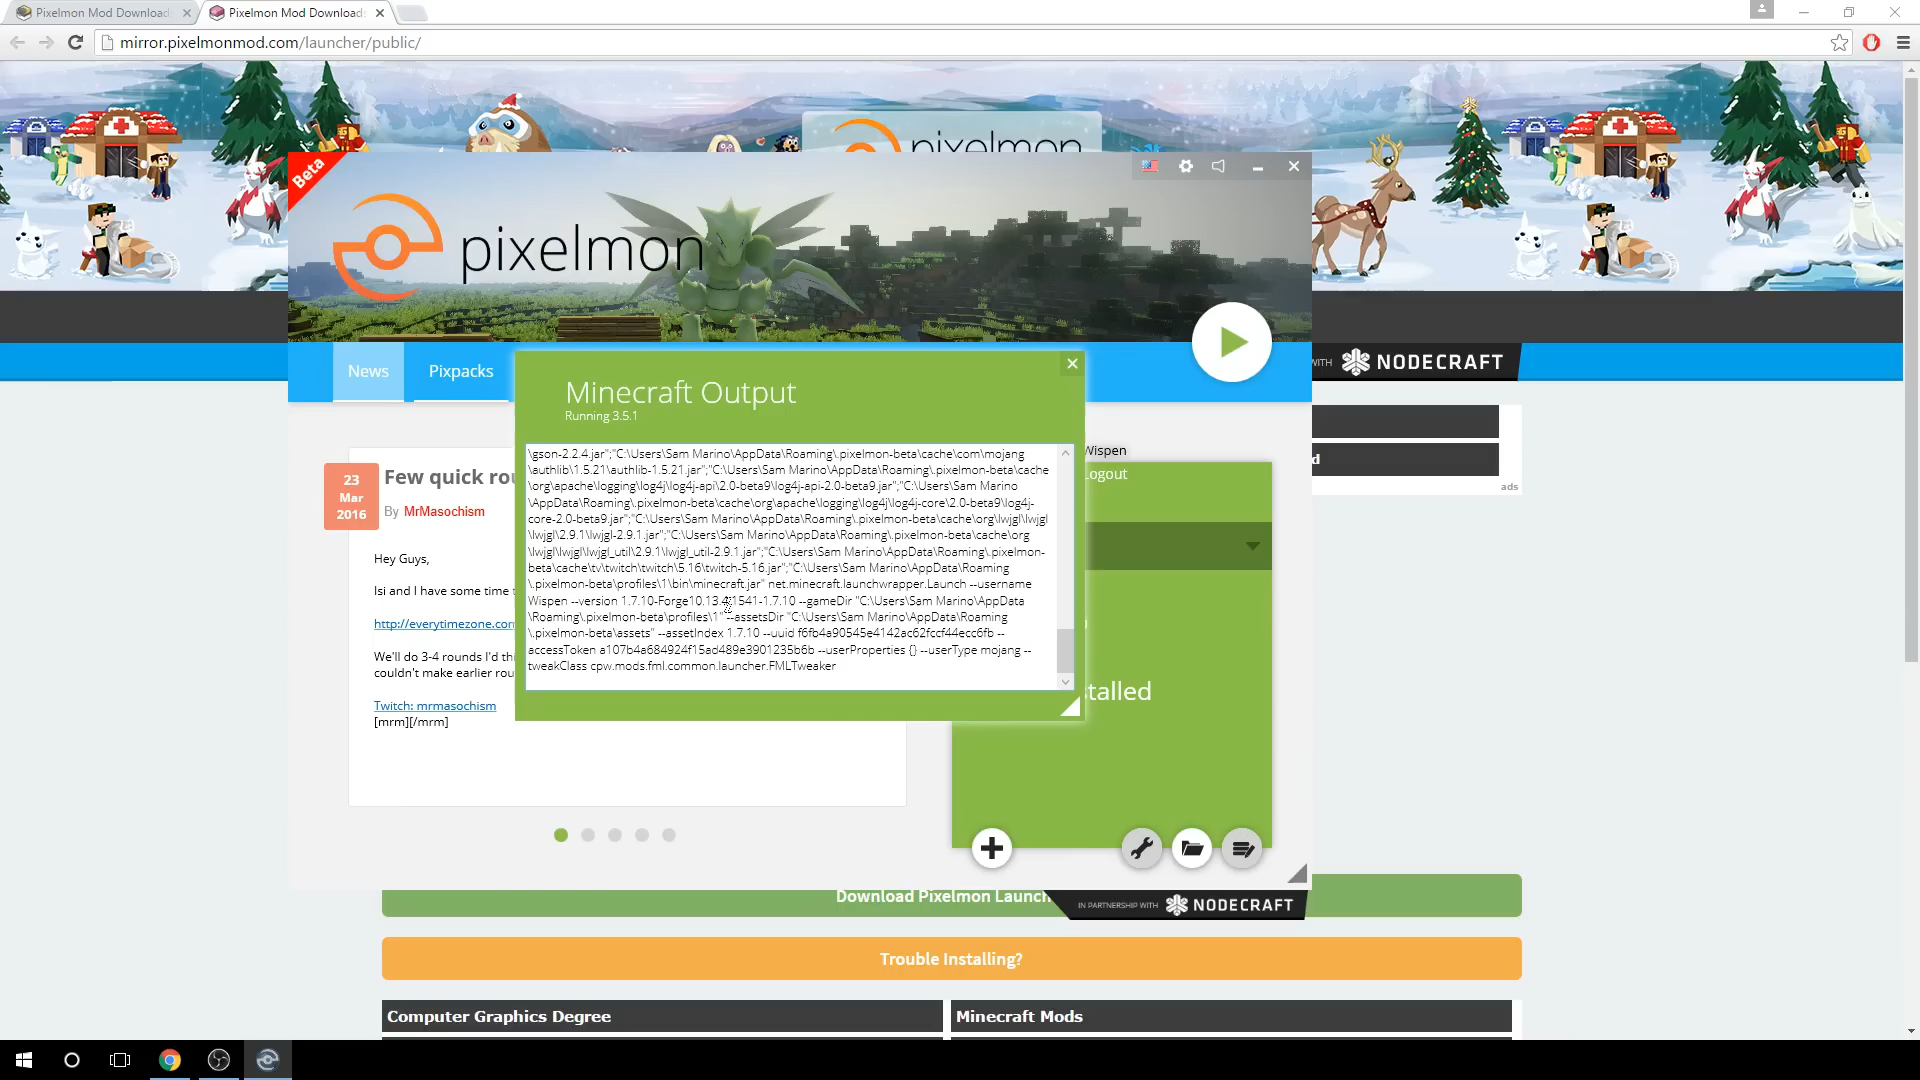 Pixelmon Mod Downloads
Pixelmon Mod Downloads
mirror.pixelmonmod.com/launcher/public/
pixelmon
Beta
pixelmon
News
Pixpacks
WITH NODECRAFT
Minecraft Output
Running 3.5.1
\gson-2.2.4.jar";"C:\Users\Sam Marino\AppData\Roaming\.pixelmon-beta\cache\com\mojang
\authlib\1.5.21\authlib-1.5.21.jar";"C:\Users\Sam Marino\AppData\Roaming\.pixelmon-beta\cache
\org\apache\logging\log4j\log4j-api\2.0-beta9\log4j-api-2.0-beta9.jar";"C:\Users\Sam Marino
\AppData\Roaming\.pixelmon-beta\cache\org\apache\logging\log4j\log4j-core\2.0-beta9\log4j-
core-2.0-beta9.jar";"C:\Users\Sam Marino\AppData\Roaming\.pixelmon-beta\cache\org\lwjgl\lwjgl
\lwjgl\2.9.1\lwjgl-2.9.1.jar";"C:\Users\Sam Marino\AppData\Roaming\.pixelmon-beta\cache\org
\lwjgl\lwjgl\lwjgl_util\2.9.1\lwjgl_util-2.9.1.jar";"C:\Users\Sam Marino\AppData\Roaming\.pixelmon-
beta\cache\tv\twitch\twitch\5.16\twitch-5.16.jar";"C:\Users\Sam Marino\AppData\Roaming
\.pixelmon-beta\profiles\1\bin\minecraft.jar" net.minecraft.launchwrapper.Launch --username
Wispen --version 1.7.10-Forge10.13.4.1541-1.7.10 --gameDir "C:\Users\Sam Marino\AppData
\Roaming\.pixelmon-beta\profiles\1" --assetsDir "C:\Users\Sam Marino\AppData\Roaming
\.pixelmon-beta\assets" --assetIndex 1.7.10 --uuid f6fb4a90545e4142ac62fccf44ecc6fb --
accessToken a107b4a684924f15ad489e3901235b6b --userProperties {} --userType mojang --
tweakClass cpw.mods.fml.common.launcher.FMLTweaker
Wispen
Logout
d
ads
23
Mar
2016
Few quick rou
By MrMasochism
Hey Guys,
Isi and I have some time
http://everytimezone.con
We'll do 3-4 rounds I'd thi
couldn't make earlier rou
Twitch: mrmasochism
[mrm][/mrm]
stalled
Download Pixelmon Launch
IN PARTNERSHIP WITH NODECRAFT
Trouble Installing?
Computer Graphics Degree
Minecraft Mods